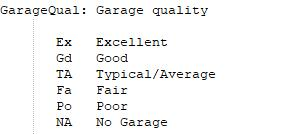 GarageQual: Garage quality
Ex Excellent
Gd Good
TA Typical/Average
Fa Fair
Po Poor
NA No Garage